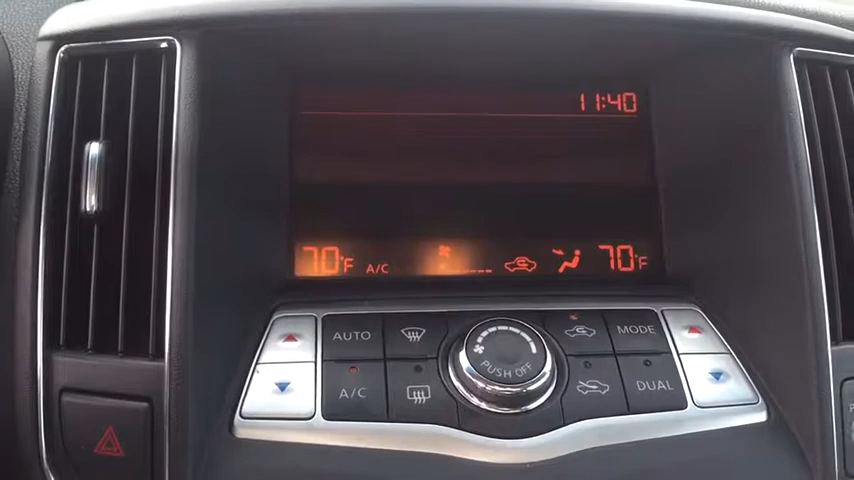 11:40
70°F A/C 70°F
AUTO
MODE
PUSH OFF
A/C
DUAL